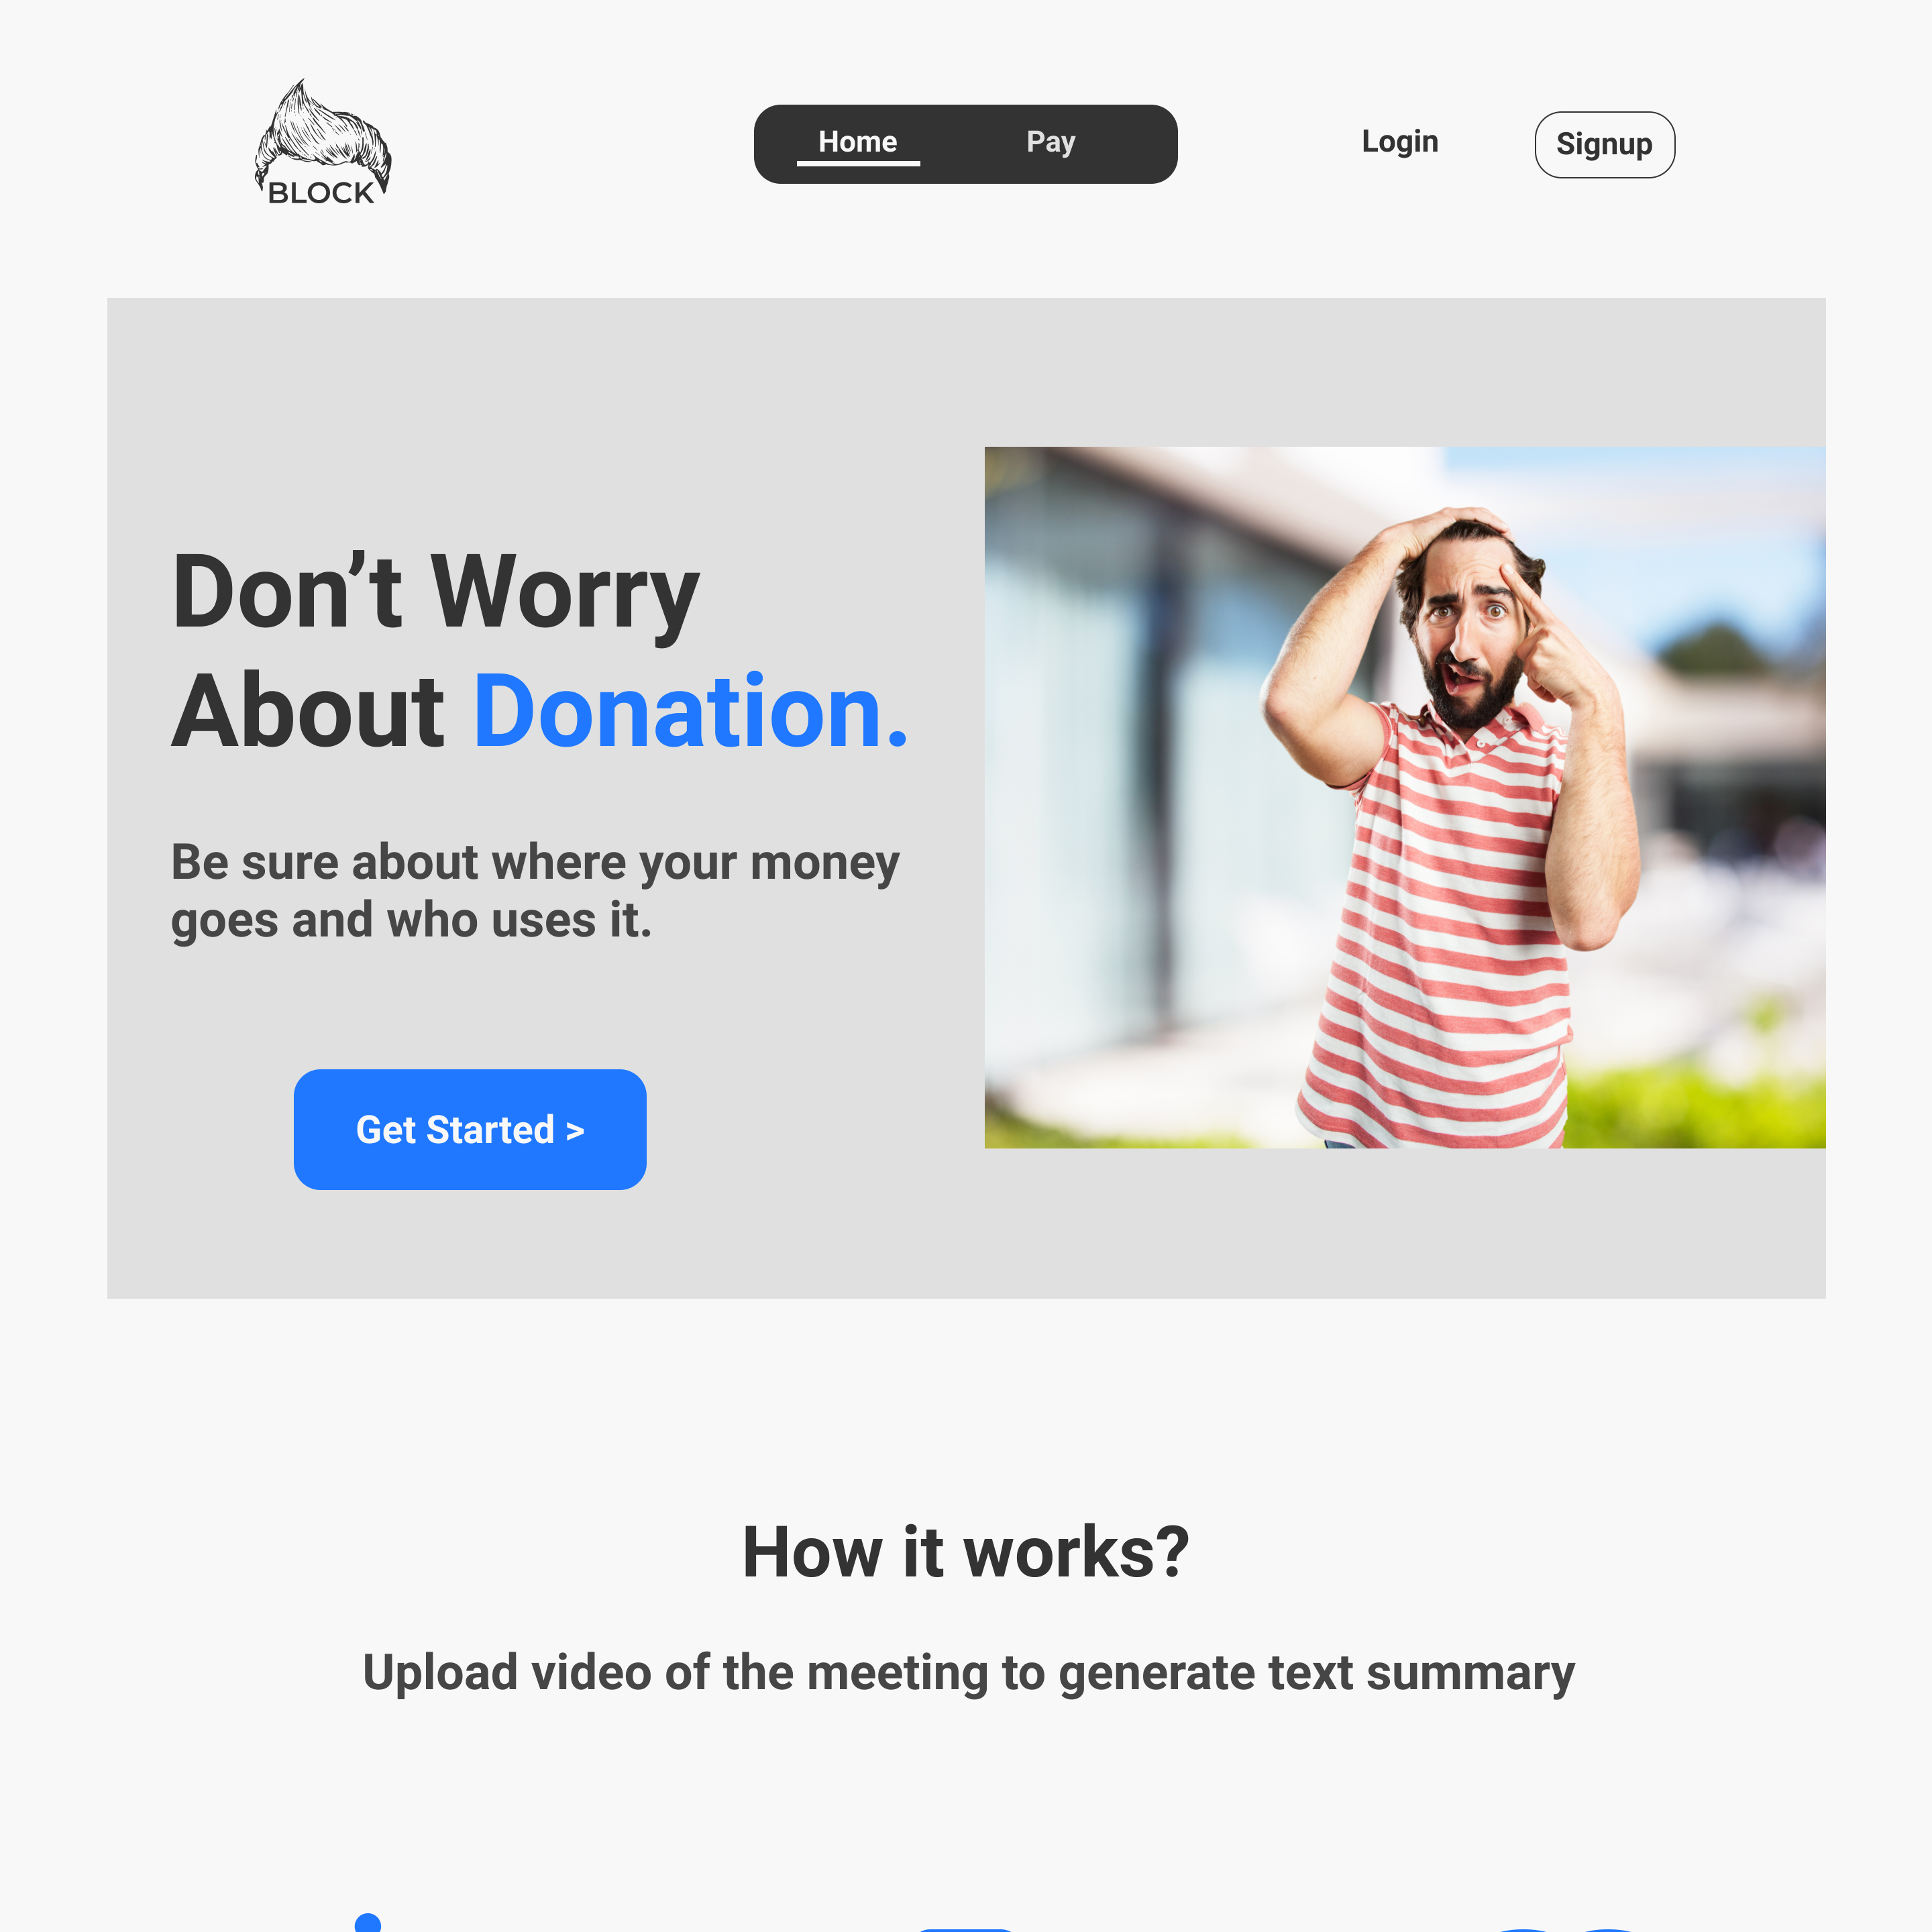 BLOCK
Home
Pay
Login
Signup
Don’t Worry
About Donation.
Be sure about where your money
goes and who uses it.
Get Started >
How it works?
Upload video of the meeting to generate text summary